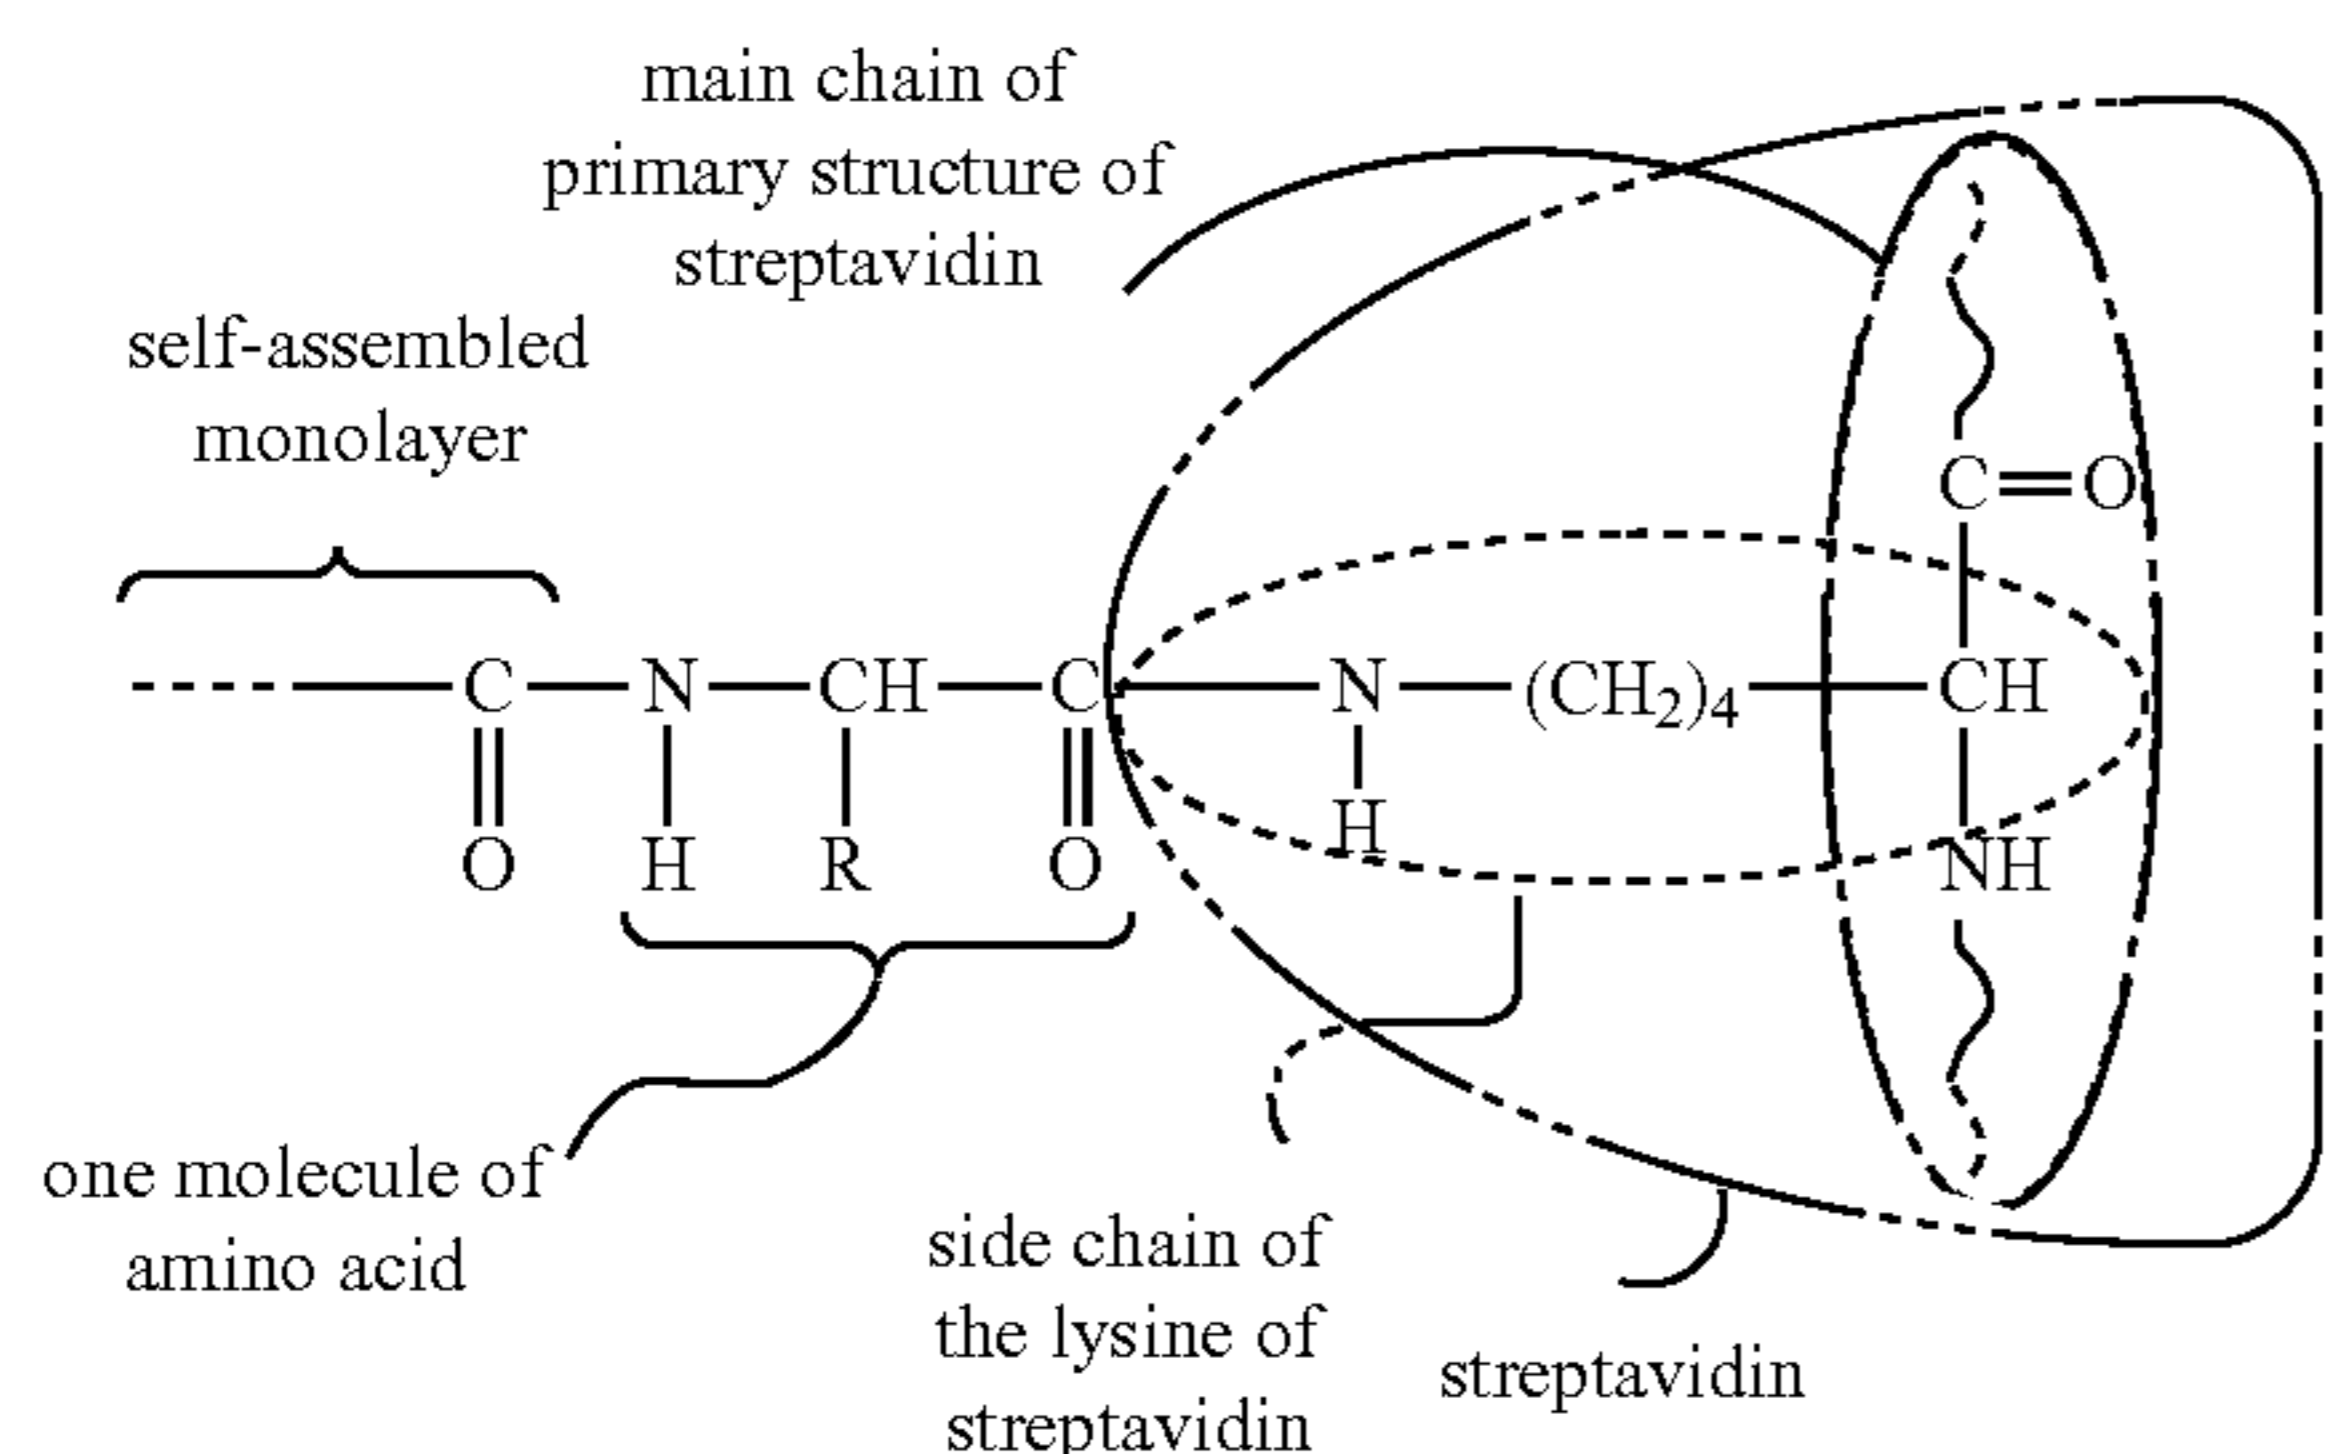 main chain of
primary structure of
streptavidin
self-assembled
monolayer
C=O
C N CH C N (CH2)4 CH
H
O H R O NH
one molecule of
amino acid
side chain of
the lysine of
streptavidin
streptavidin